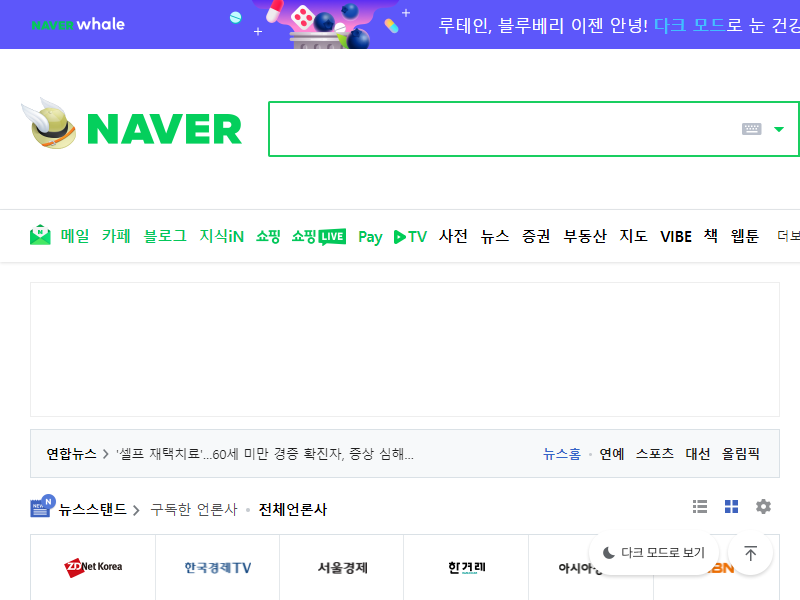 NAVER whale
루테인, 블루베리 이젠 안녕! 다크 모드로 눈 건강
NAVER
메일 카페 블로그 지식iN 쇼핑 쇼핑LIVE Pay TV 사전 뉴스 증권 부동산 지도 VIBE 책 웹툰 더보
연합뉴스 > '셀프 재택치료'...60세 미만 경증 확진자, 증상 심해...
뉴스홈 연예 스포츠 대선 올림픽
뉴스스탠드 > 구독한 언론사 전체언론사
다크 모드로 보기
ZDNet Korea 한국경제TV 서울경제 한겨레 아시아